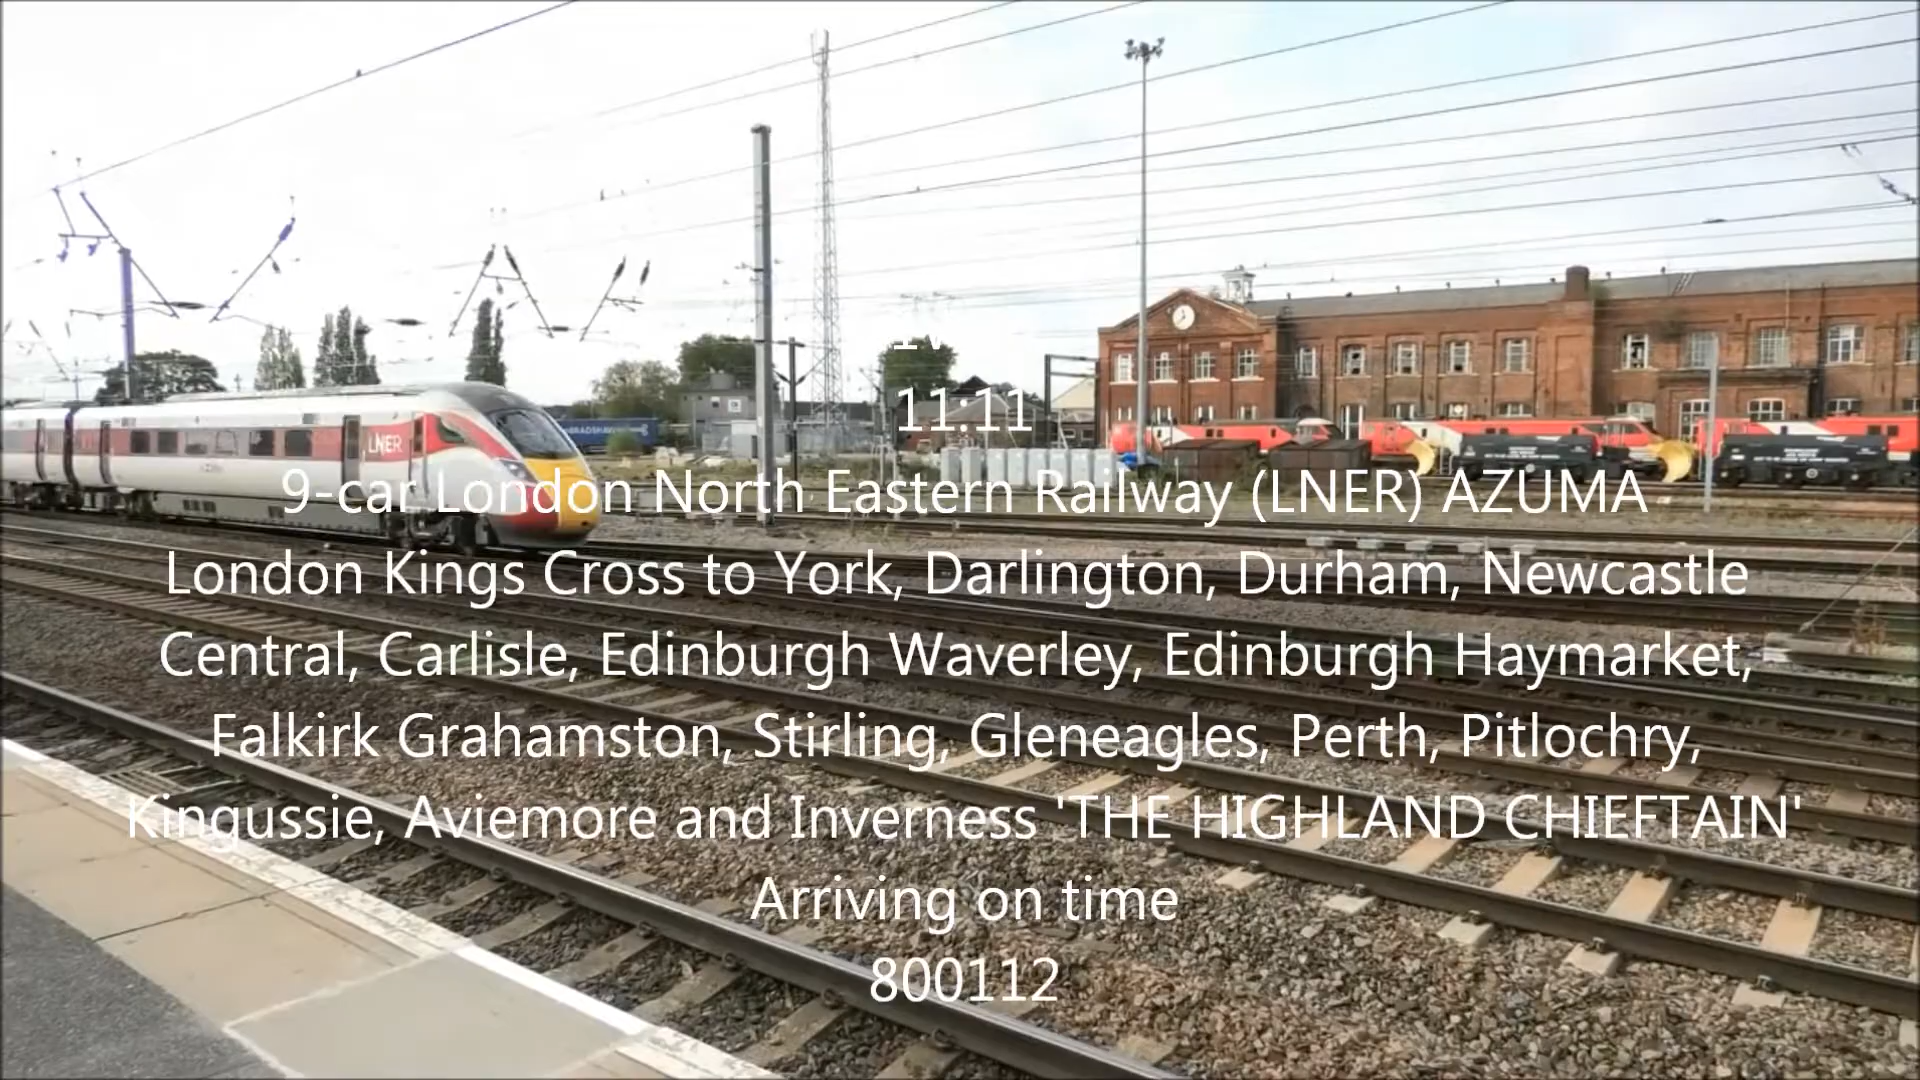 11:11
9-car London North Eastern Railway (LNER) AZUMA
London Kings Cross to York, Darlington, Durham, Newcastle
Central, Carlisle, Edinburgh Waverley, Edinburgh Haymarket,
Falkirk Grahamston, Stirling, Gleneagles, Perth, Pitlochry,
Kingussie, Aviemore and Inverness 'THE HIGHLAND CHIEFTAIN'
Arriving on time
800112
LNER